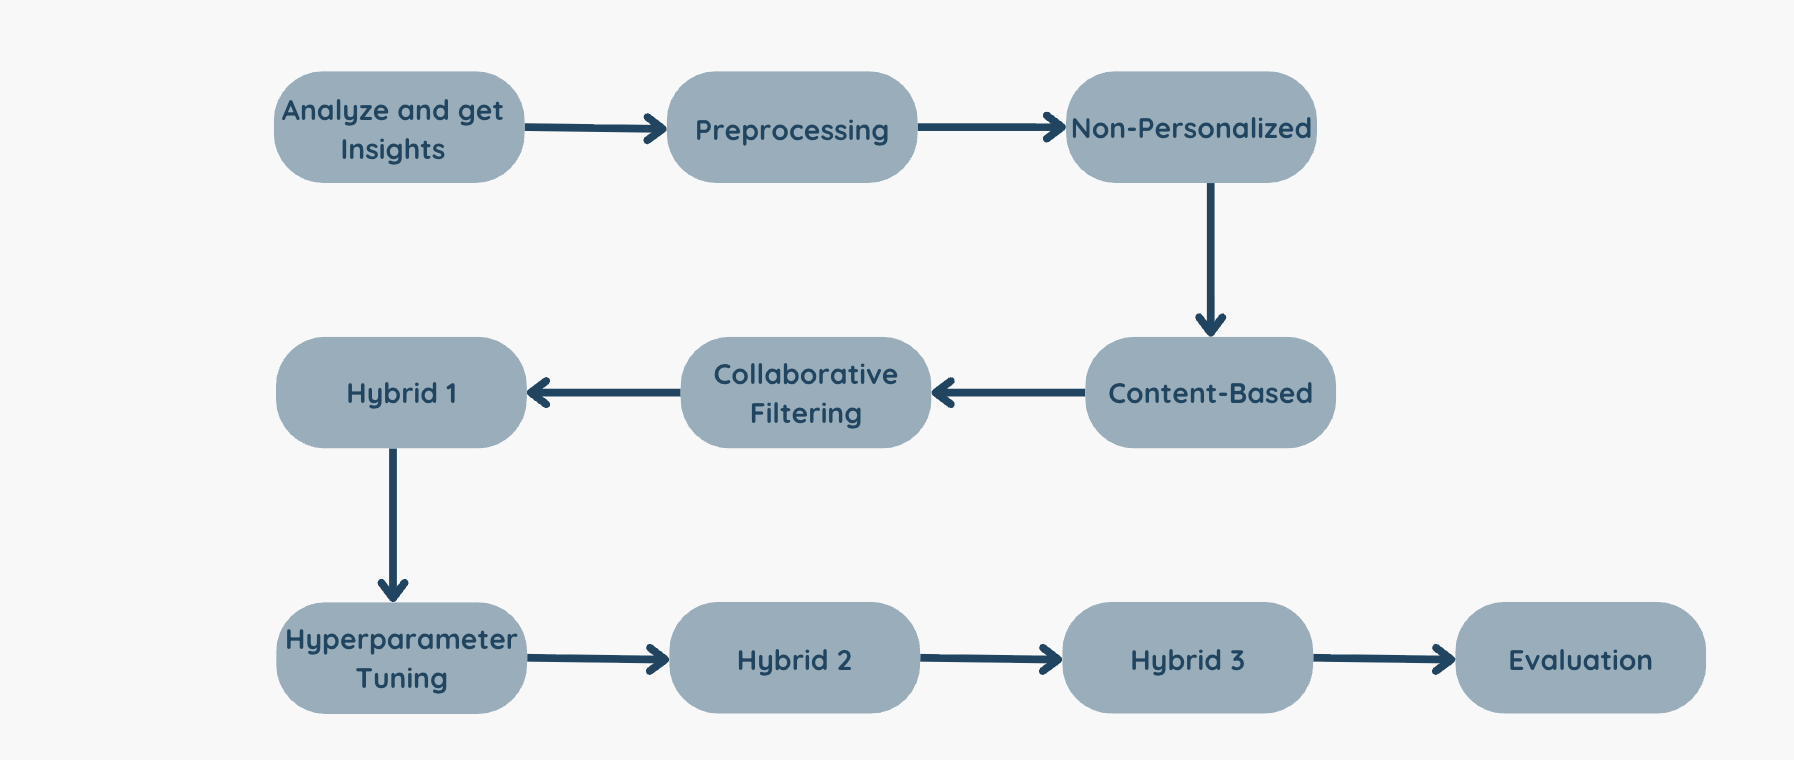 Analyze and get
Insights
Preprocessing
Non-Personalized
Content-Based
Collaborative
Filtering
Hybrid 1
Hyperparameter
Tuning
Hybrid 2
Hybrid 3
Evaluation